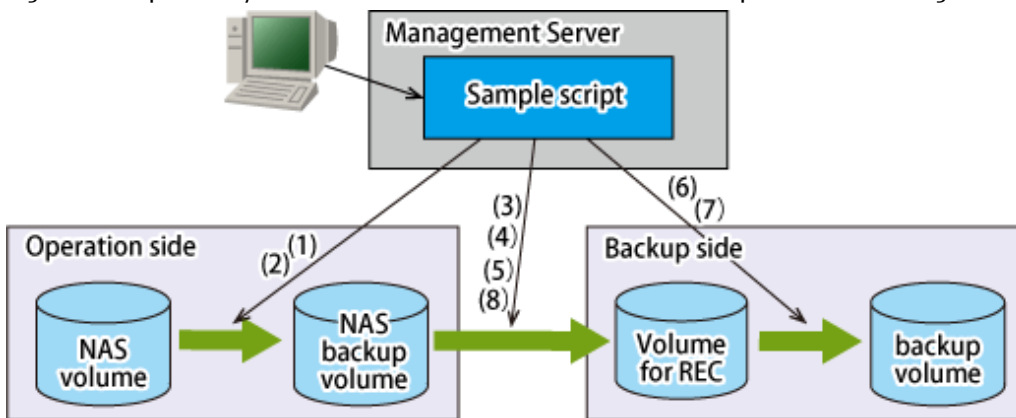 Management Server
Sample script
(6)
(7)
(3)
(4)
(5)
(8)
Operation side
(1)
(2)
Backup side
NAS
volume
NAS
backup
volume
Volume
for REC
backup
volume